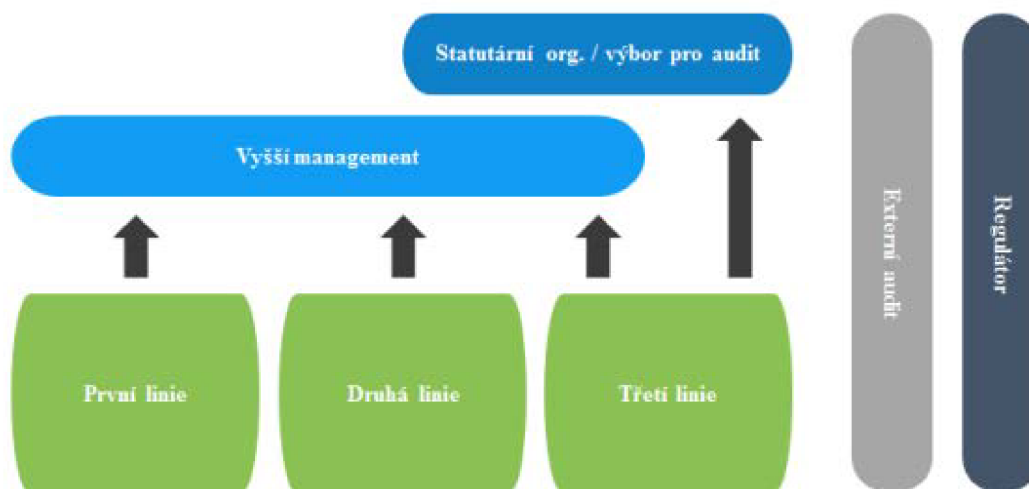 Statutární org. / výbor pro audit
Vyšší management
První linie
Druhá linie
Třetí linie
Externí audit
Regulátor